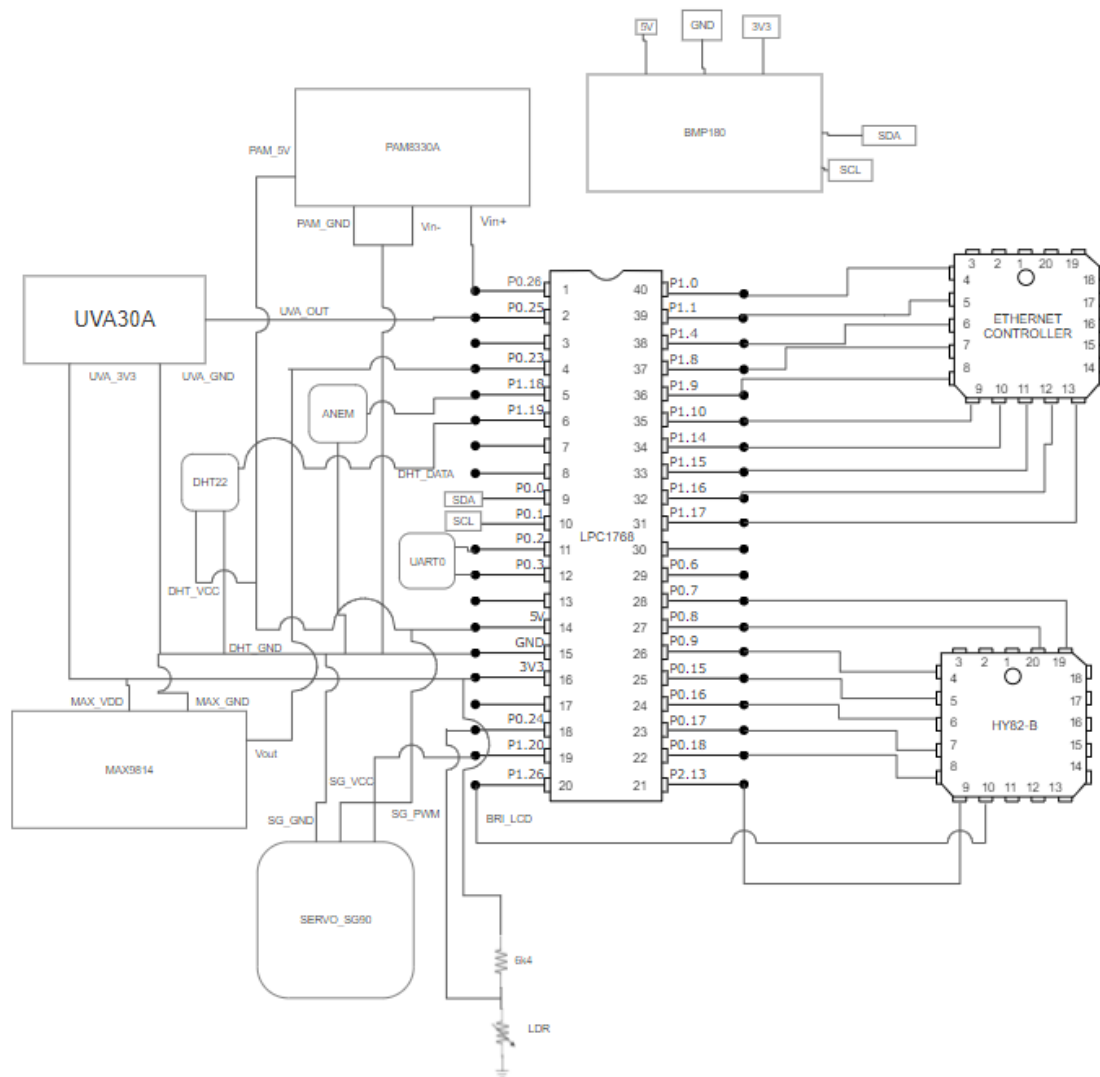 5V
GND
3V3
BMP180
SDA
SCL
PAM_5V
PAM8330A
PAM_GND
Vin-
Vin+
UVA30A
UVA_OUT
UVA_3V3
UVA_GND
ANEM
DHT22
DHT_DATA
DHT_VCC
DHT_GND
SDA
SCL
UART0
MAX_VDD
MAX_GND
Vout
MAX9814
SG_VCC
SG_GND
SG_PWM
SERVO_SG90
BRI_LCD
6k4
LDR
LPC1768
P0.26 1
P0.25 2
3
P0.23 4
P1.18 5
P1.19 6
7
8
P0.0 9
P0.1 10
P0.2 11
P0.3 12
13
5V 14
GND 15
3V3 16
17
P0.24 18
P1.20 19
P1.26 20
40 P1.0
39 P1.1
38 P1.4
37 P1.8
36 P1.9
35 P1.10
34 P1.14
33 P1.15
32 P1.16
31 P1.17
30
29 P0.6
28 P0.7
27 P0.8
26 P0.9
25 P0.15
24 P0.16
23 P0.17
22 P0.18
21 P2.13
3 2 1 20 19
4 18
5 17
6 16
7 15
8 14
ETHERNET
CONTROLLER
9 10 11 12 13
3 2 1 20 19
4 18
5 17
6 16
7 15
8 14
HY82-B
9 10 11 12 13